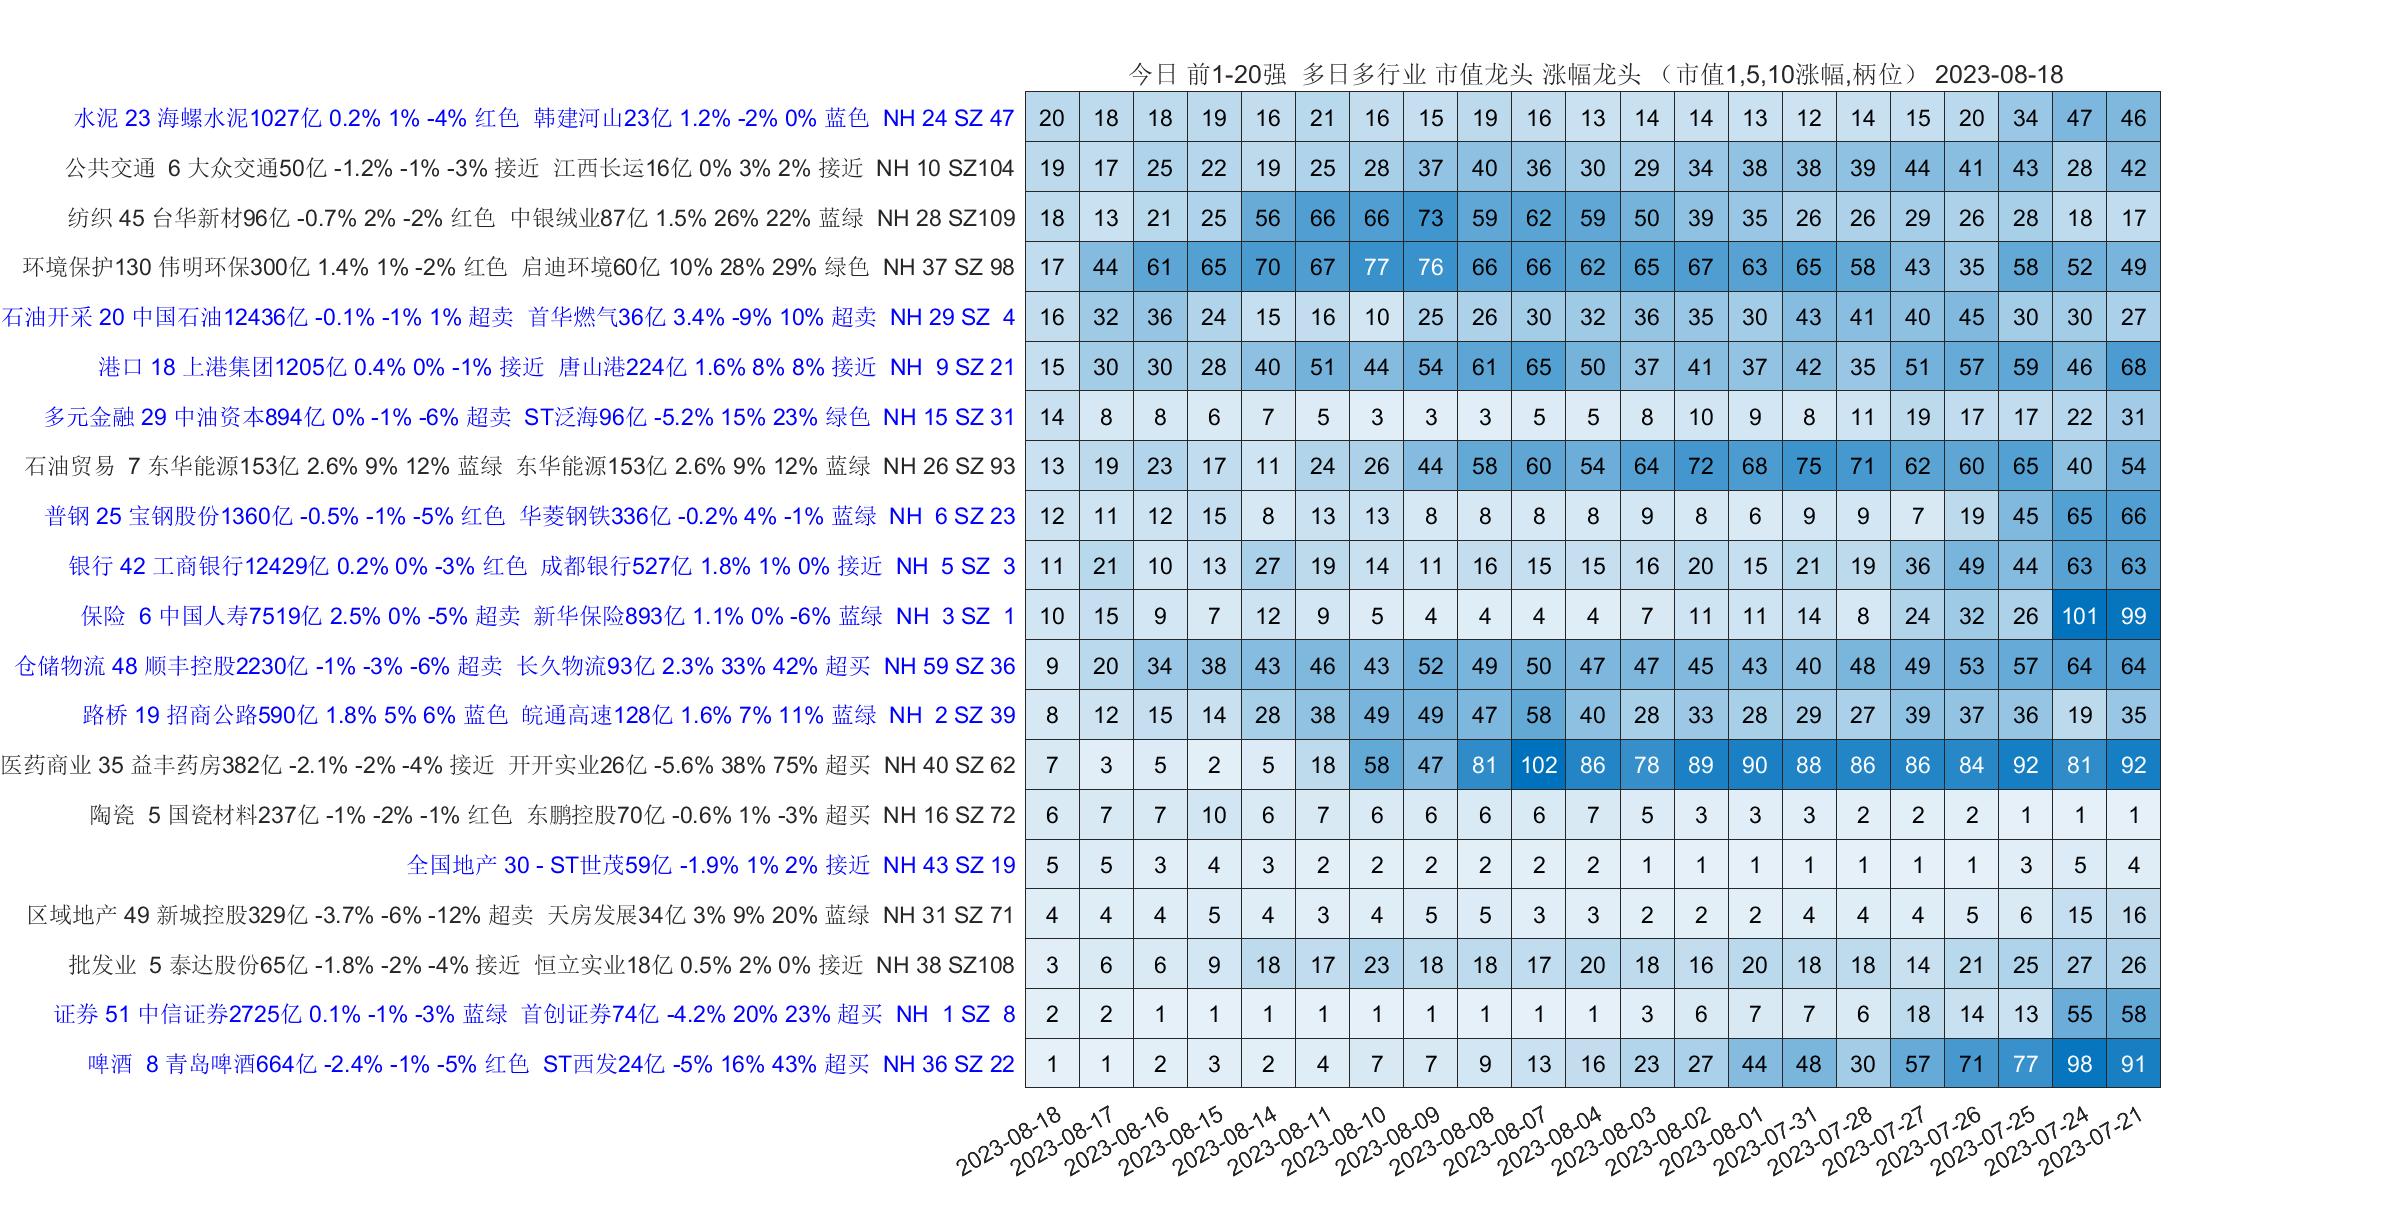 今日 前1-20强 多日多行业 市值龙头 涨幅龙头 （市值1,5,10涨幅,柄位） 2023-08-18
水泥 23 海螺水泥1027亿 0.2% 1% -4% 红色 韩建河山23亿 1.2% -2% 0% 蓝色 NH 24 SZ 47 20 18 18 19 16 21 16 15 19 16 13 14 14 13 12 14 15 20 34 47 46
公共交通 6 大众交通50亿 -1.2% -1% -3% 接近 江西长运16亿 0% 3% 2% 接近 NH 10 SZ104 19 17 25 22 19 25 28 37 40 36 30 29 34 38 38 39 44 41 43 28 42
纺织 45 台华新材96亿 -0.7% 2% -2% 红色 中银绒业87亿 1.5% 26% 22% 蓝绿 NH 28 SZ109 18 13 21 25 56 66 66 73 59 62 59 50 39 35 26 26 29 26 28 18 17
环境保护130 伟明环保300亿 1.4% 1% -2% 红色 启迪环境60亿 10% 28% 29% 绿色 NH 37 SZ 98 17 44 61 65 70 67 77 76 66 66 62 65 67 63 65 58 43 35 58 52 49
石油开采 20 中国石油12436亿 -0.1% -1% 1% 超卖 首华燃气36亿 3.4% -9% 10% 超卖 NH 29 SZ 4 16 32 36 24 15 16 10 25 26 30 32 36 35 30 43 41 40 45 30 30 27
港口 18 上港集团1205亿 0.4% 0% -1% 接近 唐山港224亿 1.6% 8% 8% 接近 NH 9 SZ 21 15 30 30 28 40 51 44 54 61 65 50 37 41 37 42 35 51 57 59 46 68
多元金融 29 中油资本894亿 0% -1% -6% 超卖 ST泛海96亿 -5.2% 15% 23% 绿色 NH 15 SZ 31 14 8 8 6 7 5 3 3 3 5 5 8 10 9 8 11 19 17 17 22 31
石油贸易 7 东华能源153亿 2.6% 9% 12% 蓝绿 东华能源153亿 2.6% 9% 12% 蓝绿 NH 26 SZ 93 13 19 23 17 11 24 26 44 58 60 54 64 72 68 75 71 62 60 65 40 54
普钢 25 宝钢股份1360亿 -0.5% -1% -5% 红色 华菱钢铁336亿 -0.2% 4% -1% 蓝绿 NH 6 SZ 23 12 11 12 15 8 13 13 8 8 8 8 9 8 6 9 9 7 19 45 65 66
银行 42 工商银行12429亿 0.2% 0% -3% 红色 成都银行527亿 1.8% 1% 0% 接近 NH 5 SZ 3 11 21 10 13 27 19 14 11 16 15 15 16 20 15 21 19 36 49 44 63 63
保险 6 中国人寿7519亿 2.5% 0% -5% 超卖 新华保险893亿 1.1% 0% -6% 蓝绿 NH 3 SZ 1 10 15 9 7 12 9 5 4 4 4 4 7 11 11 14 8 24 32 26 101 99
仓储物流 48 顺丰控股2230亿 -1% -3% -6% 超卖 长久物流93亿 2.3% 33% 42% 超买 NH 59 SZ 36 9 20 34 38 43 46 43 52 49 50 47 47 45 43 40 48 49 53 57 64 64
路桥 19 招商公路590亿 1.8% 5% 6% 蓝色 皖通高速128亿 1.6% 7% 11% 蓝绿 NH 2 SZ 39 8 12 15 14 28 38 49 49 47 58 40 28 33 28 29 27 39 37 36 19 35
医药商业 35 益丰药房382亿 -2.1% -2% -4% 接近 开开实业26亿 -5.6% 38% 75% 超买 NH 40 SZ 62 7 3 5 2 5 18 58 47 81 102 86 78 89 90 88 86 86 84 92 81 92
陶瓷 5 国瓷材料237亿 -1% -2% -1% 红色 东鹏控股70亿 -0.6% 1% -3% 超买 NH 16 SZ 72 6 7 7 10 6 7 6 6 6 6 7 5 3 3 3 2 2 2 1 1 1
全国地产 30 - ST世茂59亿 -1.9% 1% 2% 接近 NH 43 SZ 19 5 5 3 4 3 2 2 2 2 2 2 1 1 1 1 1 1 1 3 5 4
区域地产 49 新城控股329亿 -3.7% -6% -12% 超卖 天房发展34亿 3% 9% 20% 蓝绿 NH 31 SZ 71 4 4 4 5 4 3 4 5 5 3 3 2 2 2 4 4 4 5 6 15 16
批发业 5 泰达股份65亿 -1.8% -2% -4% 接近 恒立实业18亿 0.5% 2% 0% 接近 NH 38 SZ108 3 6 6 9 18 17 23 18 18 17 20 18 16 20 18 18 14 21 25 27 26
证券 51 中信证券2725亿 0.1% -1% -3% 蓝绿 首创证券74亿 -4.2% 20% 23% 超买 NH 1 SZ 8 2 2 1 1 1 1 1 1 1 1 1 3 6 7 7 6 18 14 13 55 58
啤酒 8 青岛啤酒664亿 -2.4% -1% -5% 红色 ST西发24亿 -5% 16% 43% 超买 NH 36 SZ 22 1 1 2 3 2 4 7 7 9 13 16 23 27 44 48 30 57 71 77 98 91
2023-08-18 2023-08-17 2023-08-16 2023-08-15 2023-08-14 2023-08-11 2023-08-10 2023-08-09 2023-08-08 2023-08-07 2023-08-04 2023-08-03 2023-08-02 2023-08-01 2023-07-31 2023-07-28 2023-07-27 2023-07-26 2023-07-25 2023-07-24 2023-07-21